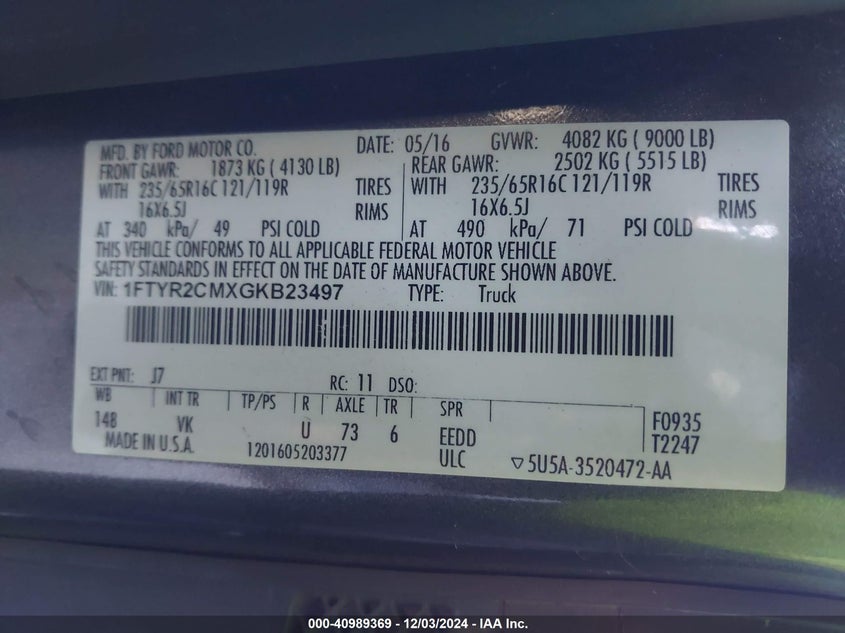 MFD. BY FORD MOTOR CO. DATE: 05/16 GVWR: 4082 KG ( 9000 LB)
FRONT GAWR: 1873 KG ( 4130 LB) REAR GAWR: 2502 KG ( 5515 LB)
WITH 235/65R16C 121/119R TIRES WITH 235/65R16C 121/119R TIRES
16X6.5J RIMS 16X6.5J RIMS
AT 340 kPa/ 49 PSI COLD AT 490 kPa/ 71 PSI COLD
THIS VEHICLE CONFORMS TO ALL APPLICABLE FEDERAL MOTOR VEHICLE
SAFETY STANDARDS IN EFFECT ON THE DATE OF MANUFACTURE SHOWN ABOVE.
VIN: 1FTYR2CMXGKB23497 TYPE: Truck
EXT PNT: J7 RC: 11 DSO:
WB INT TR TP/PS R AXLE TR SPR
148 VK U 73 6 EEDD F0935
MADE IN U.S.A. 1201605203377 ULC T2247
5U5A-3520472-AA
000-40989369 - 12/03/2024 - IAA Inc.